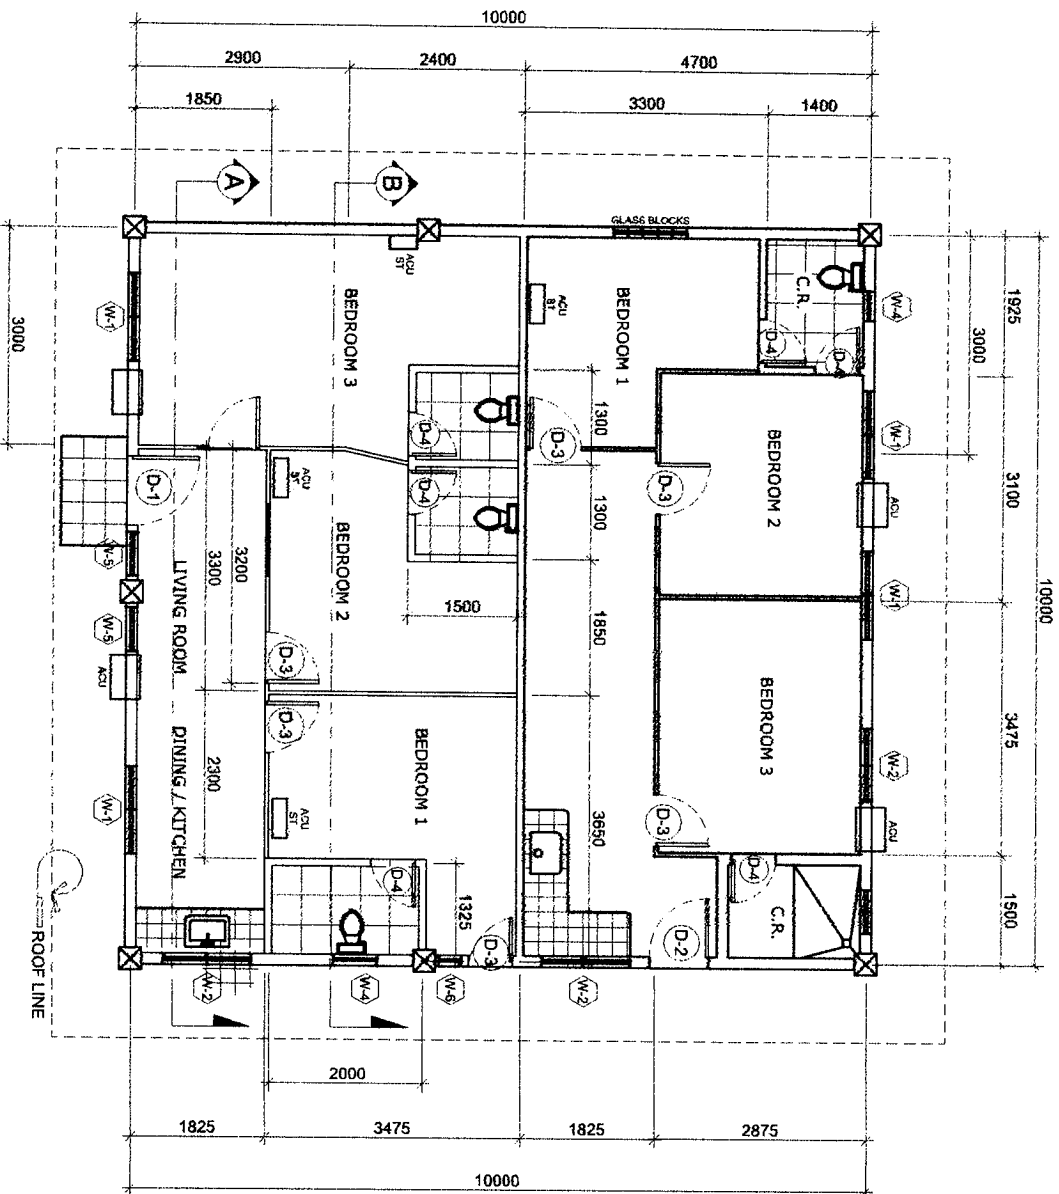 10000
2900
2400
4700
1850
3300
1400
A
B
GLASS BLOCKS
ACU
ST
C.R.
W-4
1925
3000
3000
W-1
BEDROOM 3
ACU
ST
BEDROOM 1
D-4
D-4
W-1
10000
1300
D-4
D-3
BEDROOM 2
D-3
3100
D-1
ACU
ST
D-4
1300
ACU
W-5
3200
3300
BEDROOM 2
W-1
LIVING ROOM
1500
1850
W-5
D-3
ACU
D-3
BEDROOM 3
3475
BEDROOM 1
W-2
W-1
DINING / KITCHEN
2300
ACU
ST
3650
D-3
ACU
D-4
D-4
1325
C.R.
1500
ROOF LINE
D-3
D-2
W-2
W-4
W-6
W-2
2000
1825
3475
1825
2875
10000